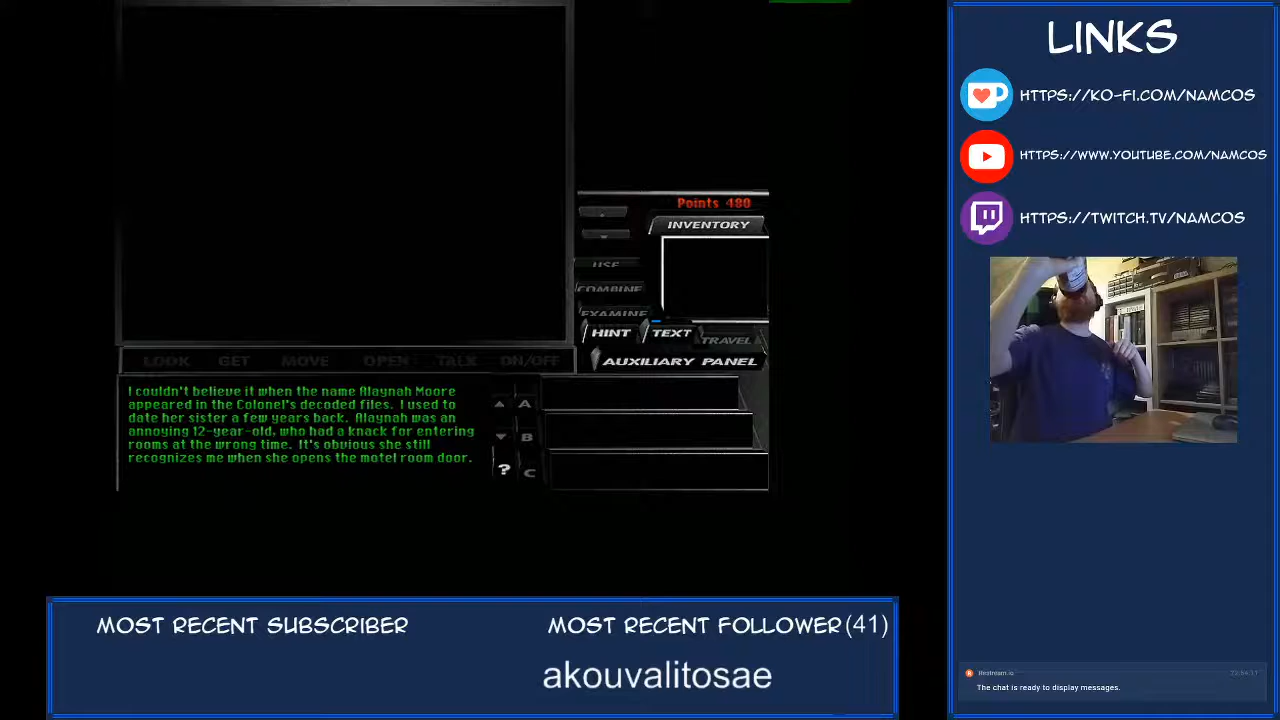 Points 480
INVENTORY
USE
COMBINE
EXAMINE
HINT TEXT TRAVEL
AUXILIARY PANEL
LOOK GET MOVE OPEN TALK ON/OFF
I couldn't believe it when the name Alaynah Moore
appeared in the Colonel's decoded files. I used to
date her sister a few years back. Alaynah was an
annoying 12-year-old, who had a knack for entering
rooms at the wrong time. It's obvious she still
recognizes me when she opens the motel room door.
A
B
? C
LINKS
HTTPS://KO-FI.COM/NAMCOS
HTTPS://WWW.YOUTUBE.COM/NAMCOS
HTTPS://TWITCH.TV/NAMCOS
The chat is ready to display messages.
MOST RECENT SUBSCRIBER
MOST RECENT FOLLOWER (41)
akouvalitosae